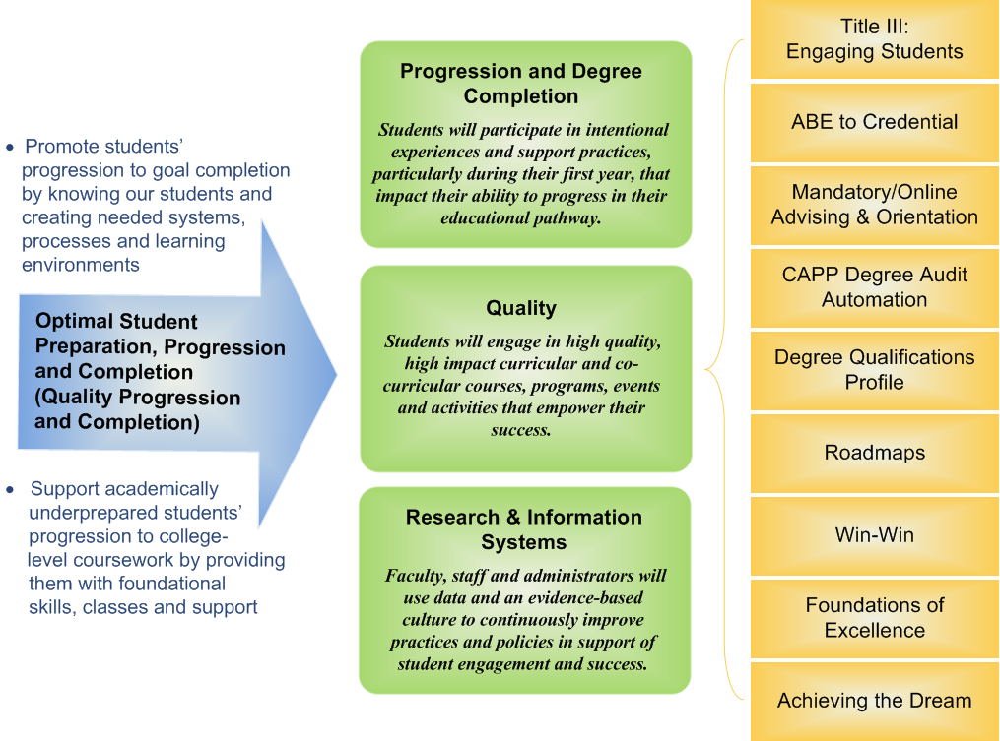 • Promote students’
progression to goal completion
by knowing our students and
creating needed systems,
processes and learning
environments
Optimal Student
Preparation, Progression
and Completion
(Quality Progression
and Completion)
• Support academically
underprepared students’
progression to college-
level coursework by providing
them with foundational
skills, classes and support
Progression and Degree
Completion
Students will participate in intentional
experiences and support practices,
particularly during their first year, that
impact their ability to progress in their
educational pathway.
Quality
Students will engage in high quality,
high impact curricular and co-
curricular courses, programs, events
and activities that empower their
success.
Research & Information
Systems
Faculty, staff and administrators will
use data and an evidence-based
culture to continuously improve
practices and policies in support of
student engagement and success.
Title III:
Engaging Students
ABE to Credential
Mandatory/Online
Advising & Orientation
CAPP Degree Audit
Automation
Degree Qualifications
Profile
Roadmaps
Win-Win
Foundations of
Excellence
Achieving the Dream